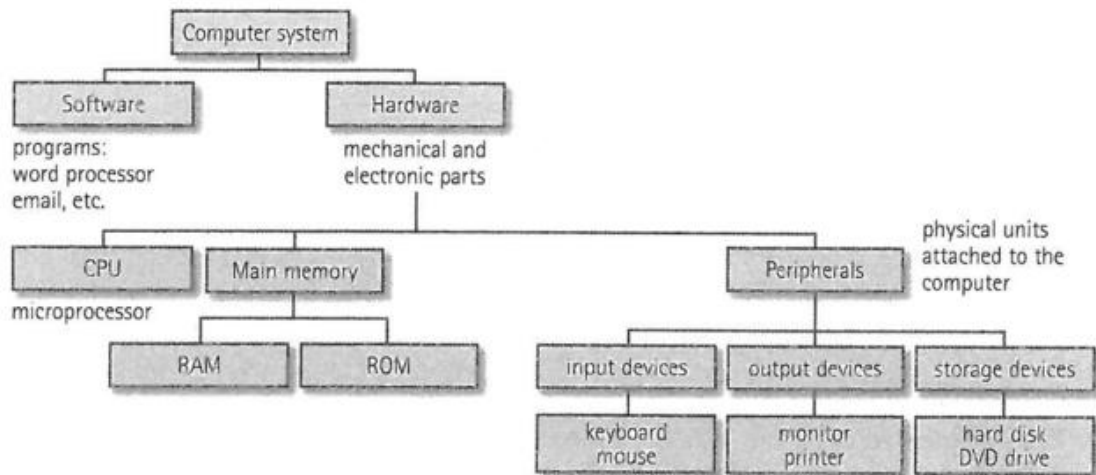 Computer system
Software
Hardware
programs:
word processor
email, etc.
mechanical and
electronic parts
CPU
Main memory
Peripherals
physical units
attached to the
computer
microprocessor
RAM
ROM
input devices
output devices
storage devices
keyboard
mouse
monitor
printer
hard disk
DVD drive